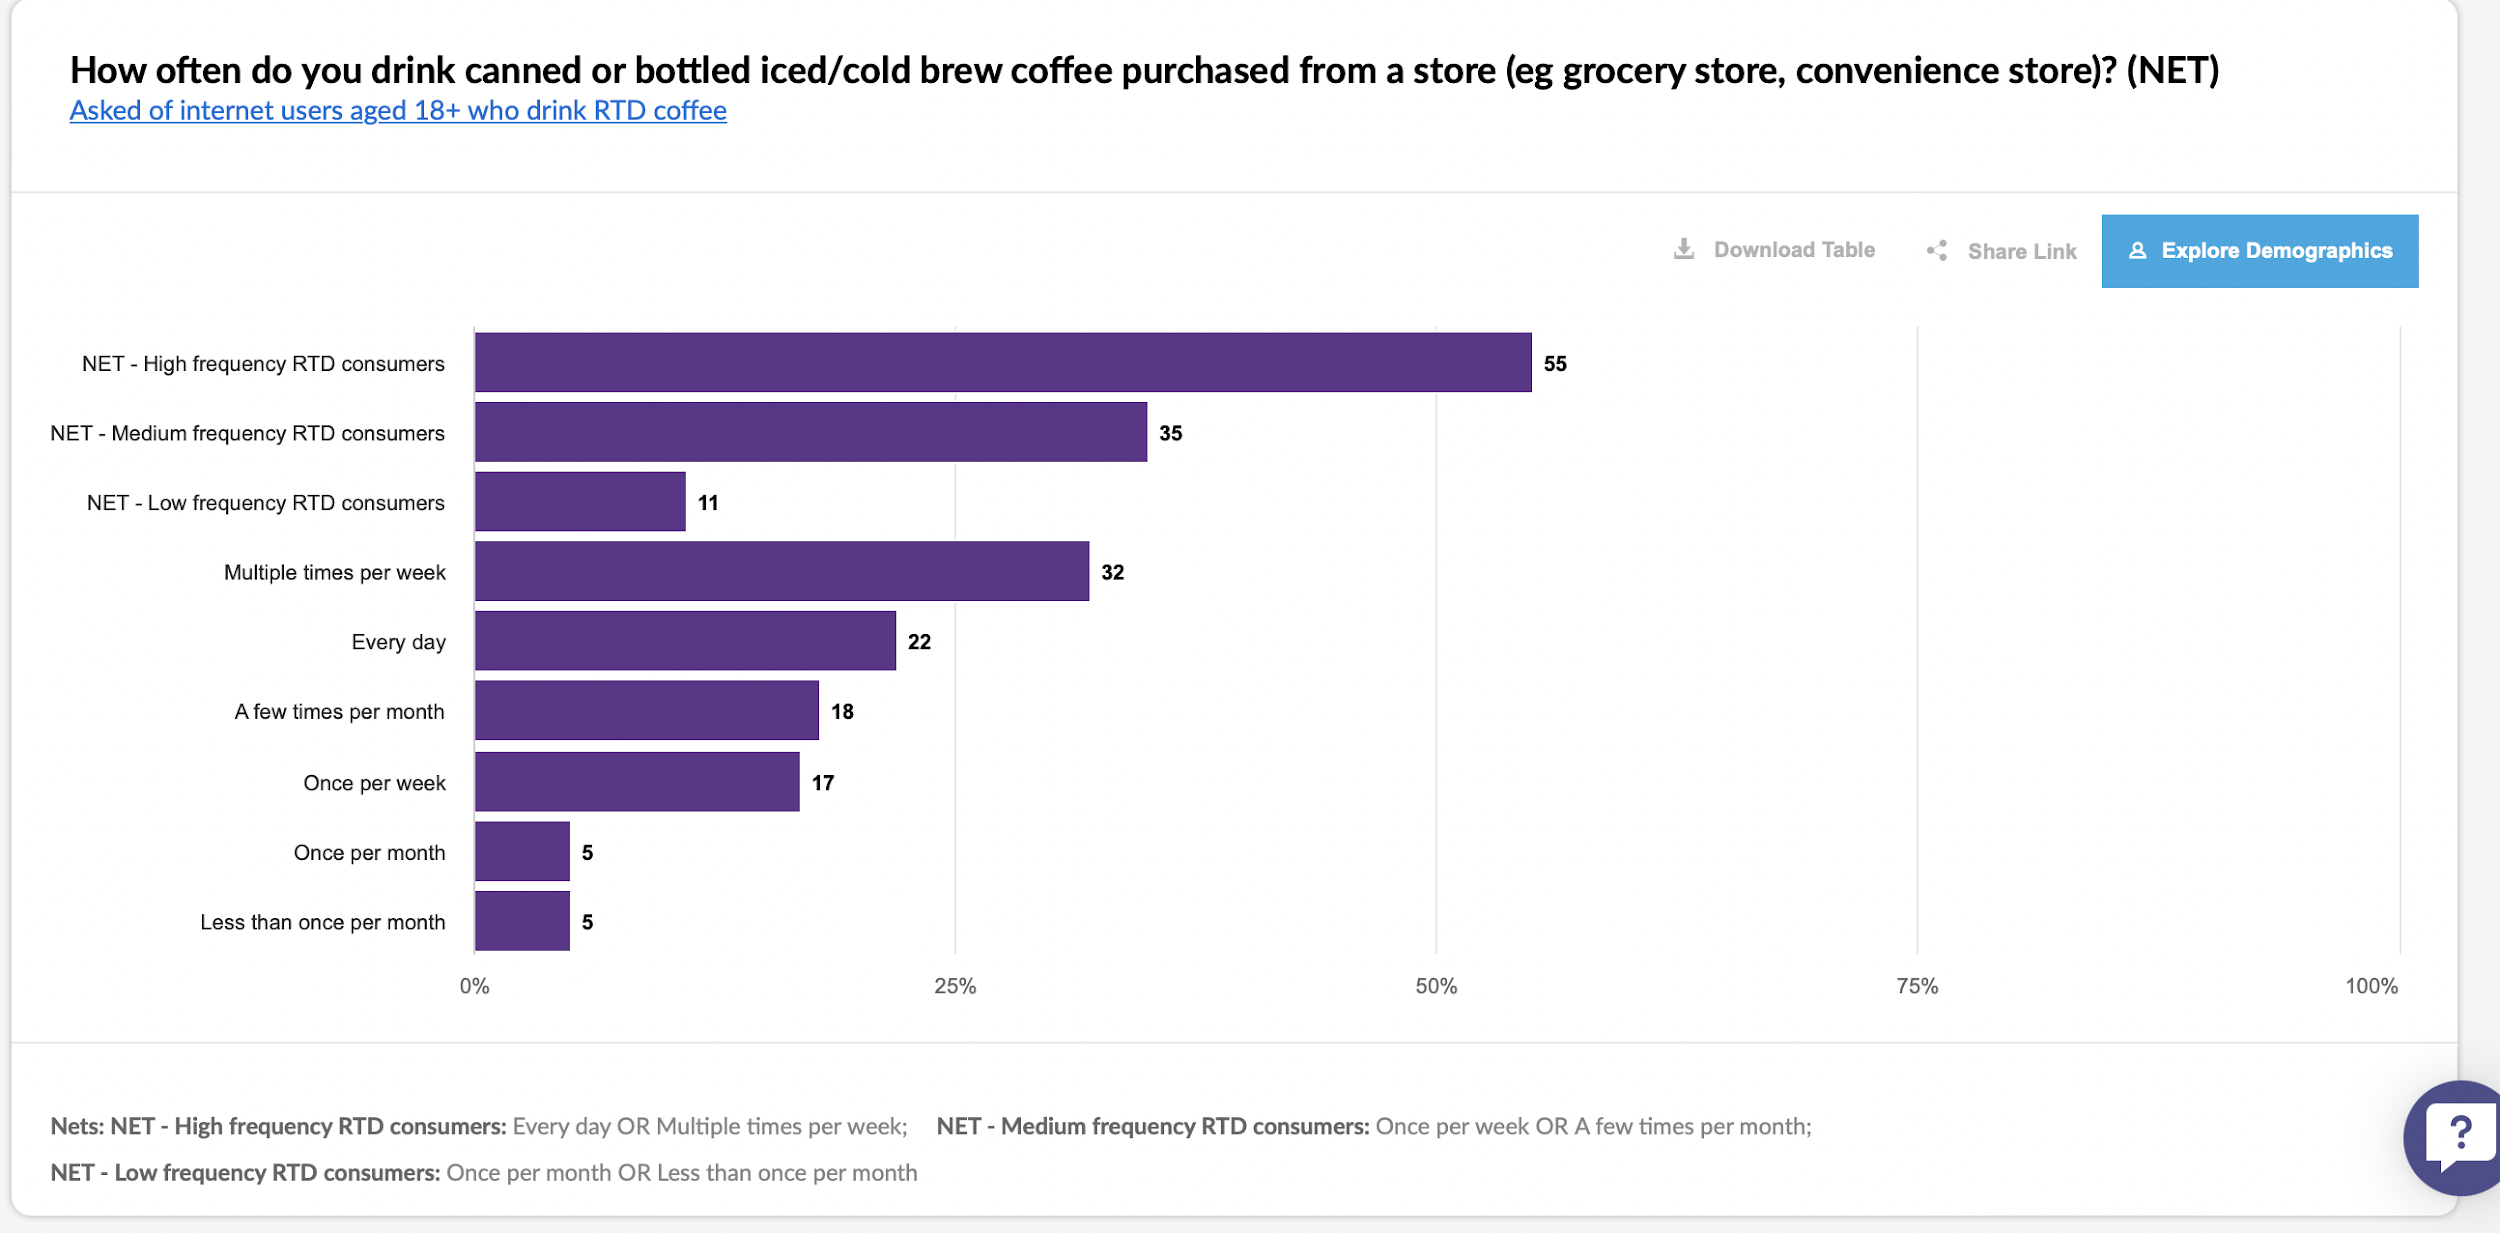 How often do you drink canned or bottled iced/cold brew coffee purchased from a store (eg grocery store, convenience store)? (NET)
Asked of internet users aged 18+ who drink RTD coffee
Download Table
Share Link
Explore Demographics
NET - High frequency RTD consumers 55
NET - Medium frequency RTD consumers 35
NET - Low frequency RTD consumers 11
Multiple times per week 32
Every day 22
A few times per month 18
Once per week 17
Once per month 5
Less than once per month 5
0% 25% 50% 75% 100%
Nets: NET - High frequency RTD consumers: Every day OR Multiple times per week; NET - Medium frequency RTD consumers: Once per week OR A few times per month;
NET - Low frequency RTD consumers: Once per month OR Less than once per month
?